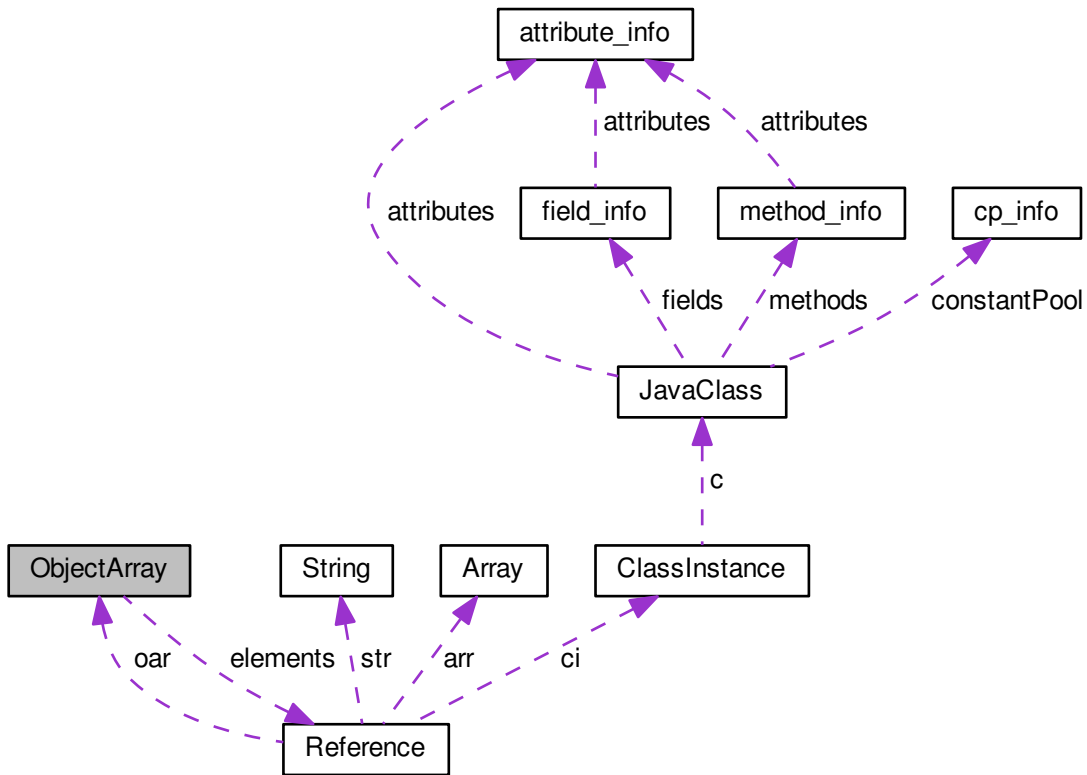 attribute_info
attributes
attributes
attributes
field_info
method_info
cp_info
fields
methods
constantPool
JavaClass
c
ObjectArray
String
Array
ClassInstance
oar
elements
str
arr
ci
Reference